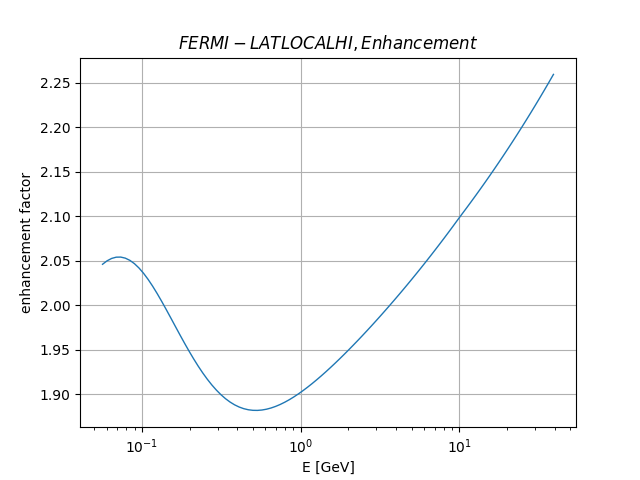 FERMI − LATLOCALHI, Enhancement
enhancement factor
2.25
2.20
2.15
2.10
2.05
2.00
1.95
1.90
10⁻¹ 10⁰ 10¹
E [GeV]